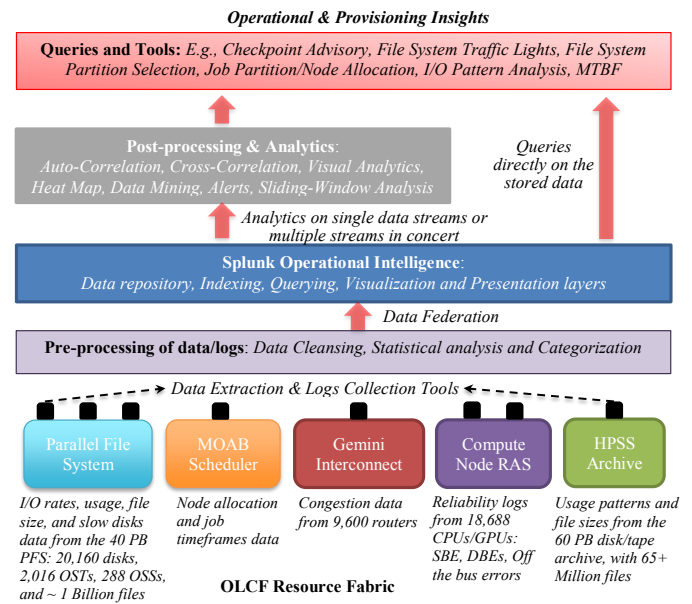 Operational & Provisioning Insights
Queries and Tools: E.g., Checkpoint Advisory, File System Traffic Lights, File System
Partition Selection, Job Partition/Node Allocation, I/O Pattern Analysis, MTBF
Post-processing & Analytics:
Auto-Correlation, Cross-Correlation, Visual Analytics,
Heat Map, Data Mining, Alerts, Sliding-Window Analysis
Queries
directly on the
stored data
Analytics on single data streams or
multiple streams in concert
Splunk Operational Intelligence:
Data repository, Indexing, Querying, Visualization and Presentation layers
Data Federation
Pre-processing of data/logs: Data Cleansing, Statistical analysis and Categorization
Data Extraction & Logs Collection Tools
Parallel File
System
MOAB
Scheduler
Gemini
Interconnect
Compute
Node RAS
HPSS
Archive
I/O rates, usage, file
size, and slow disks
data from the 40 PB
PFS: 20,160 disks,
2,016 OSTs, 288 OSSs,
and ~ 1 Billion files
Node allocation
and job
timeframes data
Congestion data
from 9,600 routers
Reliability logs
from 18,688
CPUs/GPUs:
SBE, DBEs, Off
the bus errors
Usage patterns and
file sizes from the
60 PB disk/tape
archive, with 65+
Million files
OLCF Resource Fabric